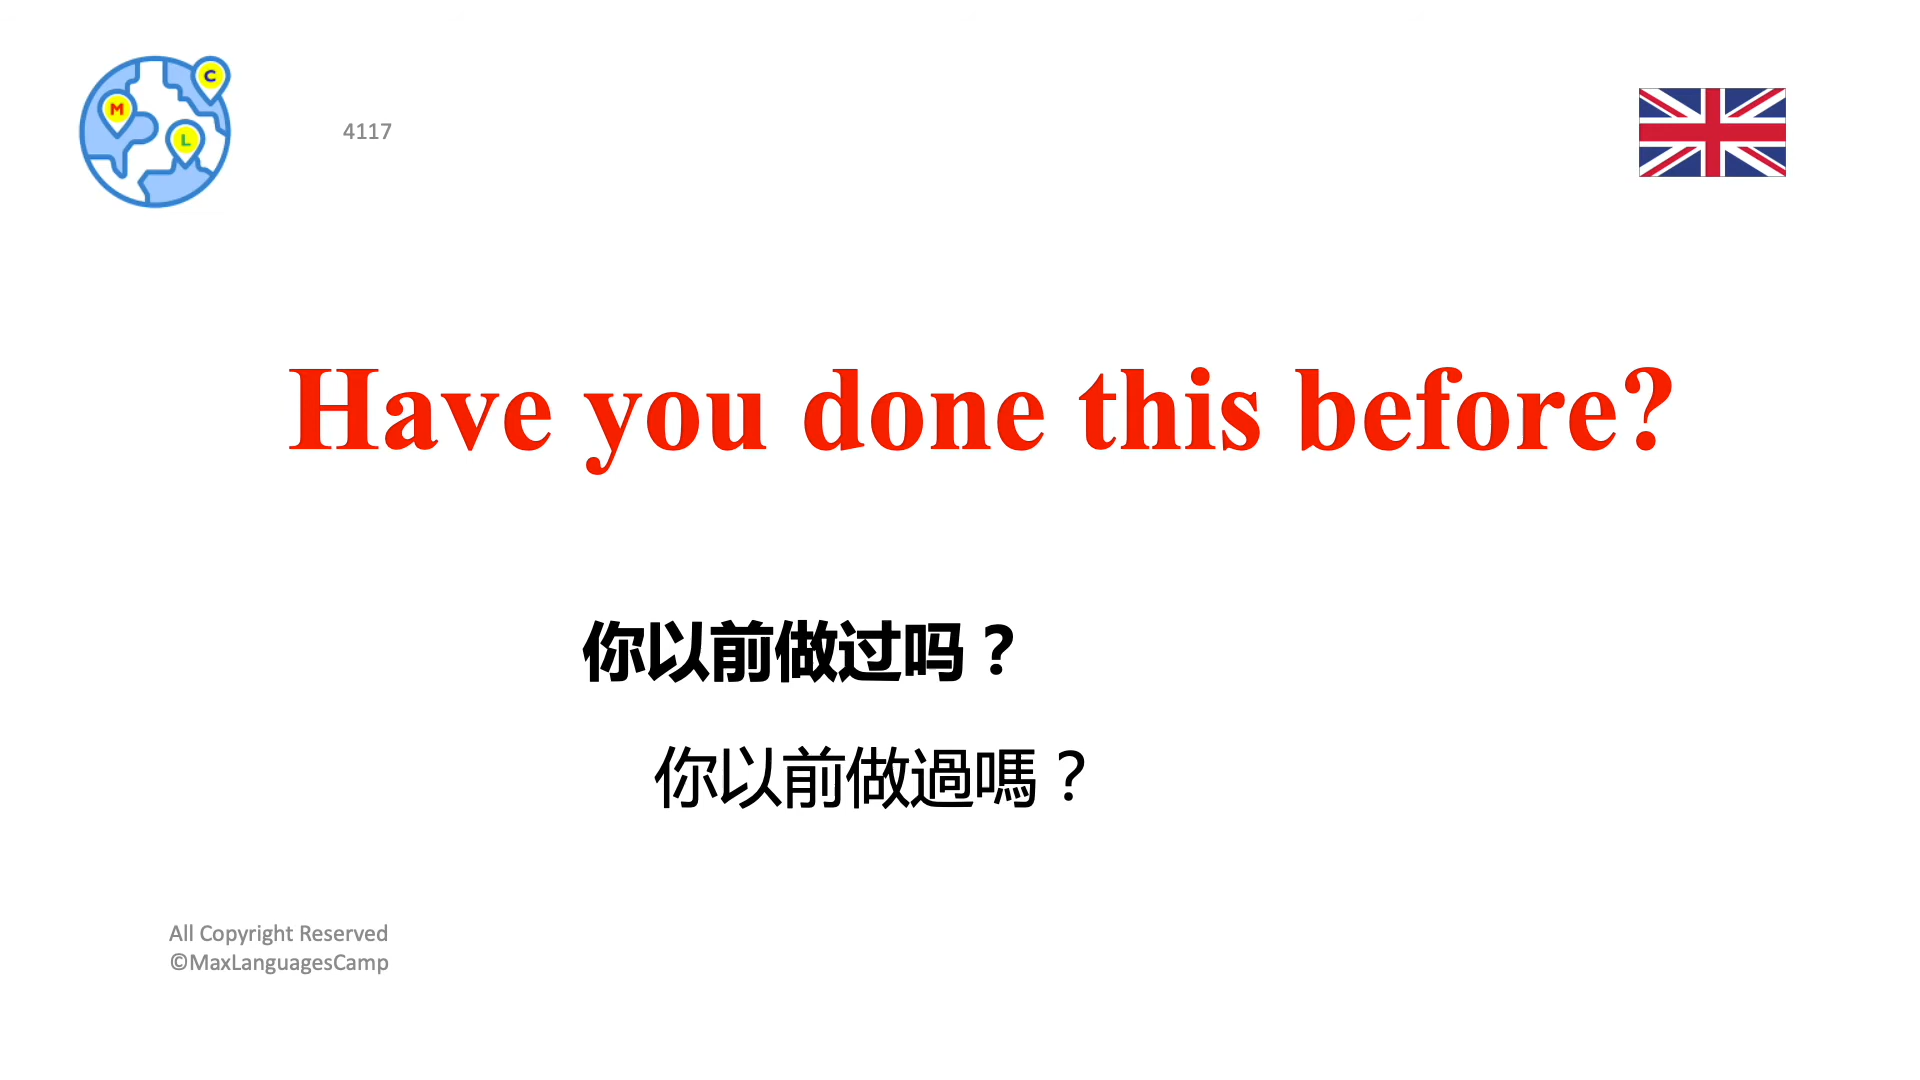 C
M
L
4117
Have you done this before?
你以前做过吗？
你以前做過嗎？
All Copyright Reserved
©MaxLanguagesCamp